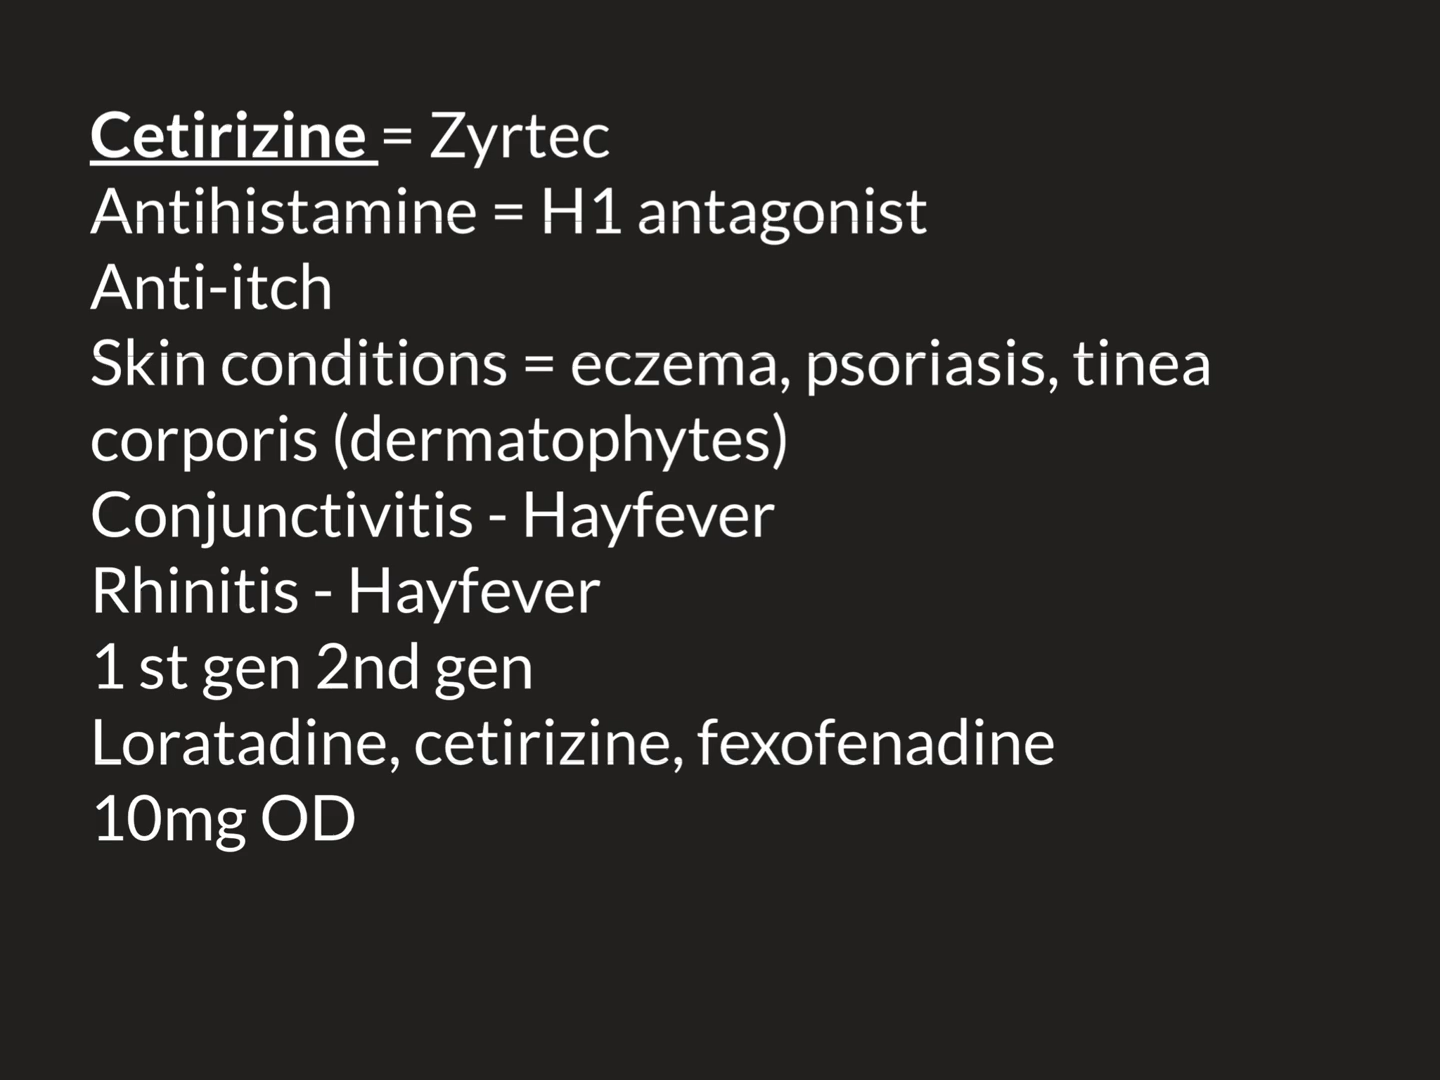 Cetirizine = Zyrtec
Antihistamine = H1 antagonist
Anti-itch
Skin conditions = eczema, psoriasis, tinea
corporis (dermatophytes)
Conjunctivitis - Hayfever
Rhinitis - Hayfever
1 st gen 2nd gen
Loratadine, cetirizine, fexofenadine
10mg OD